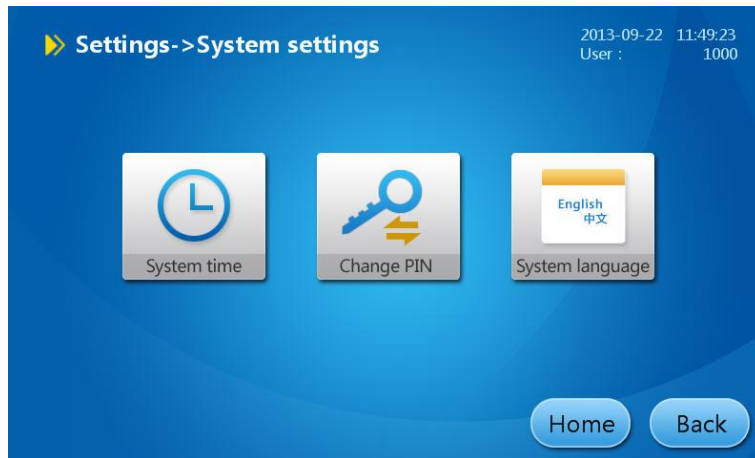 Settings->System settings
2013-09-22 11:49:23
User : 1000
System time
Change PIN
English
中文
System language
Home
Back